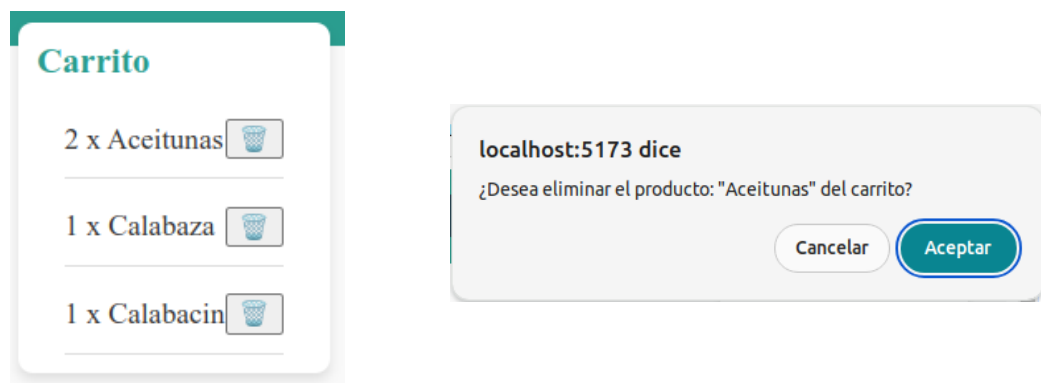 Carrito
2 x Aceitunas
1 x Calabaza
1 x Calabacin
localhost:5173 dice
¿Desea eliminar el producto: "Aceitunas" del carrito?
Cancelar
Aceptar